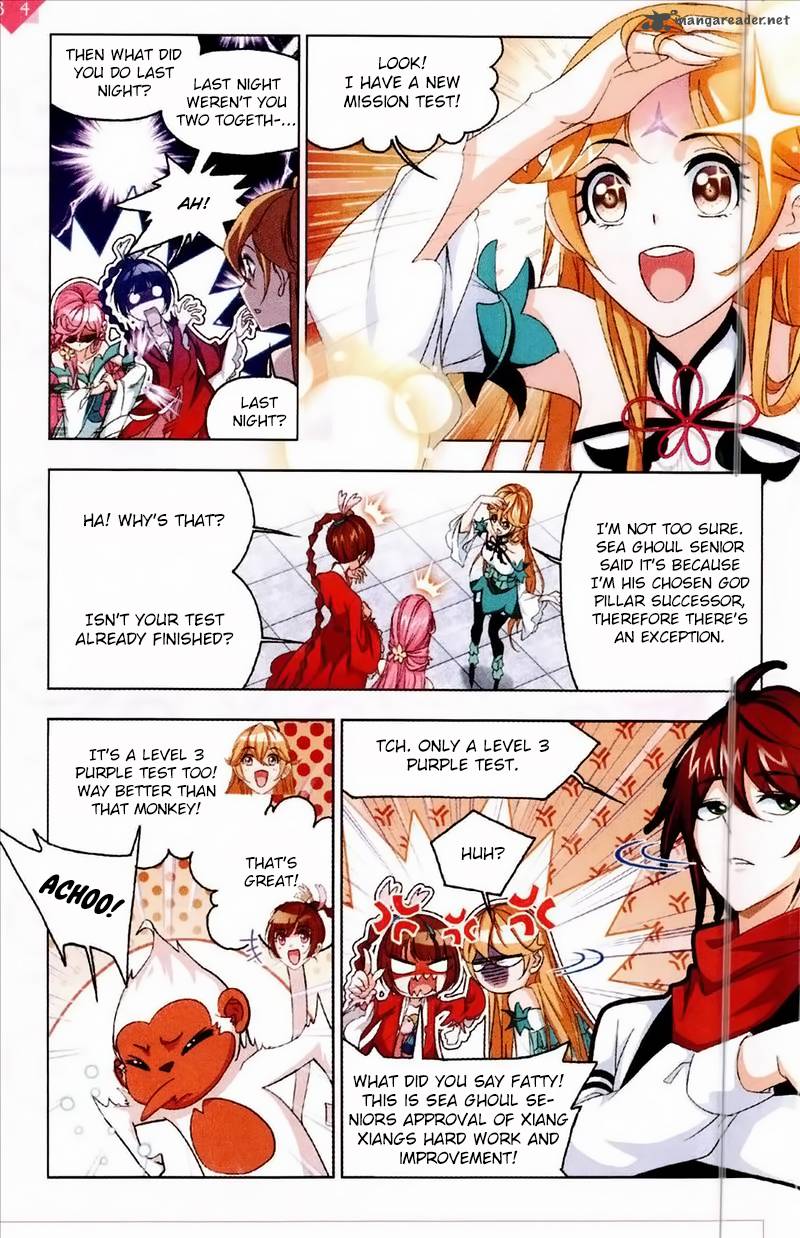 3 4
mangareader.net
THEN WHAT DID
YOU DO LAST
NIGHT?
LAST NIGHT
WEREN'T YOU
TWO TOGETH-...
AH!
LAST
NIGHT?
LOOK!
I HAVE A NEW
MISSION TEST!
HA! WHY'S THAT?
ISN'T YOUR TEST
ALREADY FINISHED?
I'M NOT TOO SURE.
SEA GHOUL SENIOR
SAID IT'S BECAUSE
I'M HIS CHOSEN GOD
PILLAR SUCCESSOR,
THEREFORE THERE'S
AN EXCEPTION.
IT'S A LEVEL 3
PURPLE TEST TOO!
WAY BETTER THAN
THAT MONKEY!
THAT'S
GREAT!
ACHOO!
TCH. ONLY A LEVEL 3
PURPLE TEST.
HUH?
WHAT DID YOU SAY FATTY!
THIS IS SEA GHOUL SE-
NIORS APPROVAL OF XIANG
XIANGS HARD WORK AND
IMPROVEMENT!